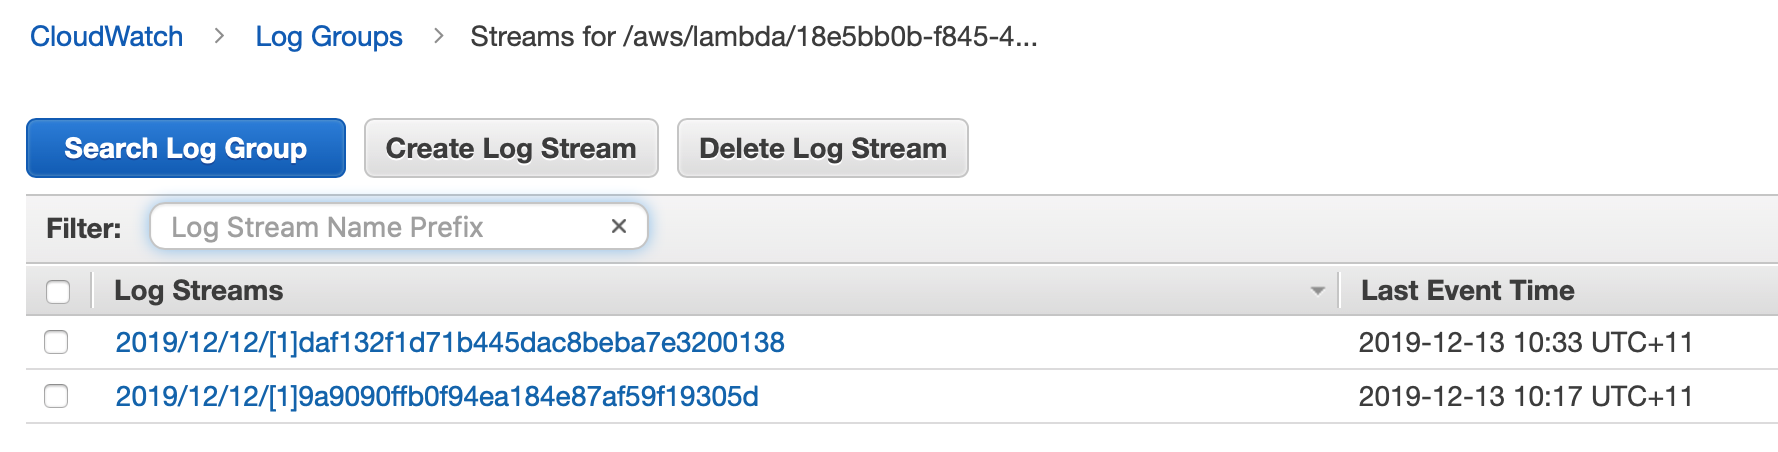 CloudWatch > Log Groups > Streams for /aws/lambda/18e5bb0b-f845-4...
Search Log Group Create Log Stream Delete Log Stream
Filter: Log Stream Name Prefix ×
Log Streams Last Event Time
2019/12/12/[1]daf132f1d71b445dac8beba7e3200138 2019-12-13 10:33 UTC+11
2019/12/12/[1]9a9090ffb0f94ea184e87af59f19305d 2019-12-13 10:17 UTC+11